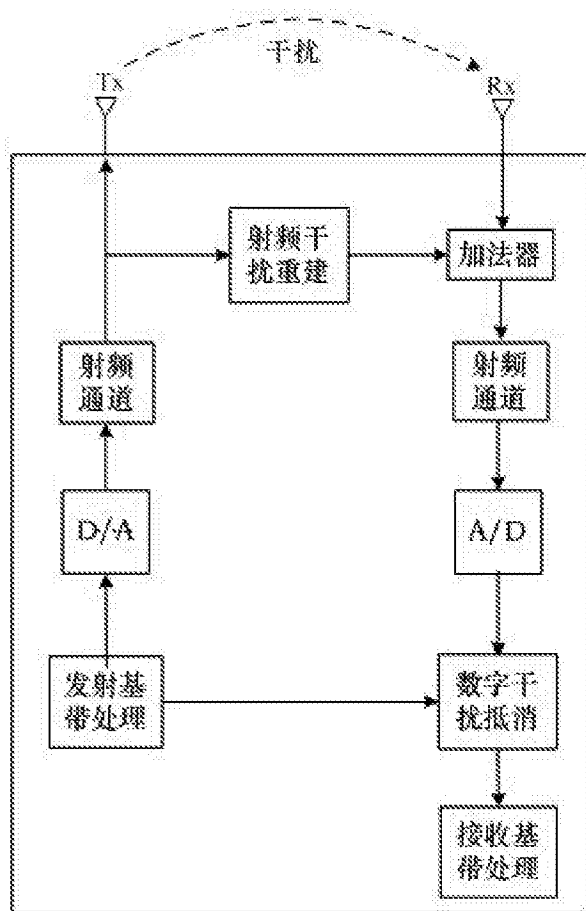 干扰
Tx
Rx
射频干
扰重建
加法器
射频
通道
射频
通道
D/A
A/D
发射基
带处理
数字干
扰抵消
接收基
带处理